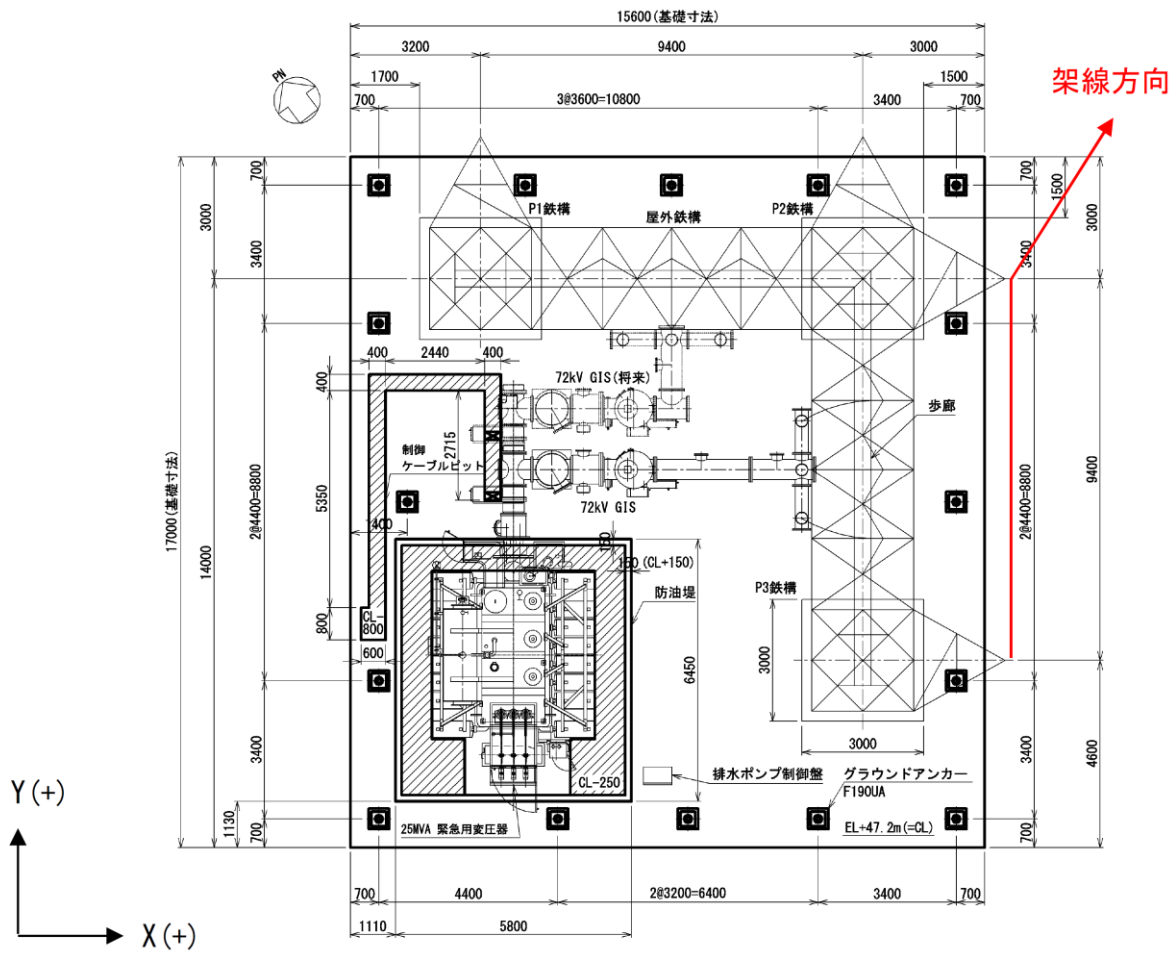 15600(基礎寸法)
3200
9400
3000
1700
1500
架線方向
PN
700
3@3600=10800
3400
700
700
3000
3400
P1鉄構
屋外鉄構
P2鉄構
700
1500
3000
3400
400
2440
400
400
72kV GIS(将来)
2715
制御
ケーブルピット
歩廊
5350
17000(基礎寸法)
14000
2@4400=8800
1400
72kV GIS
2@4400=8800
9400
150
150 (CL+150)
防油堤
P3鉄構
800
CL-
800
600
6450
3000
3000
3400
CL-250
排水ポンプ制御盤
グラウンドアンカー
F190UA
3400
4600
Y(+)
1130
700
25MVA 緊急用変圧器
EL+47.2m(=CL)
700
700
4400
2@3200=6400
3400
700
1110
5800
X(+)